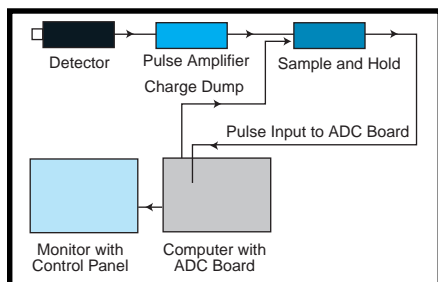 Detector
Pulse Amplifier
Sample and Hold
Charge Dump
Pulse Input to ADC Board
Monitor with
Control Panel
Computer with
ADC Board